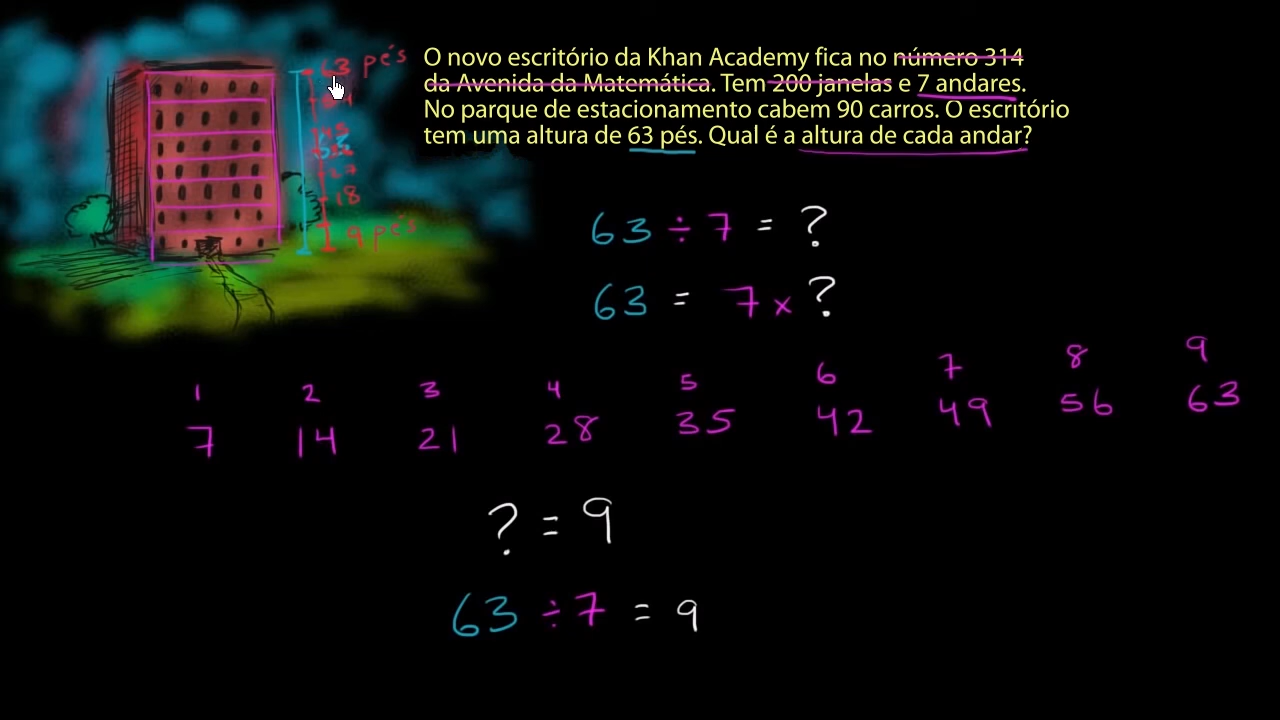 O novo escritório da Khan Academy fica no número 314
da Avenida da Matemática. Tem 200 janelas e 7 andares.
No parque de estacionamento cabem 90 carros. O escritório
tem uma altura de 63 pés. Qual é a altura de cada andar?
63 pés
27
18
9 pés
63 ÷ 7 = ?
63 = 7 x ?
1 2 3 4 5 6 7 8 9
7 14 21 28 35 42 49 56 63
? = 9
63 ÷ 7 = 9